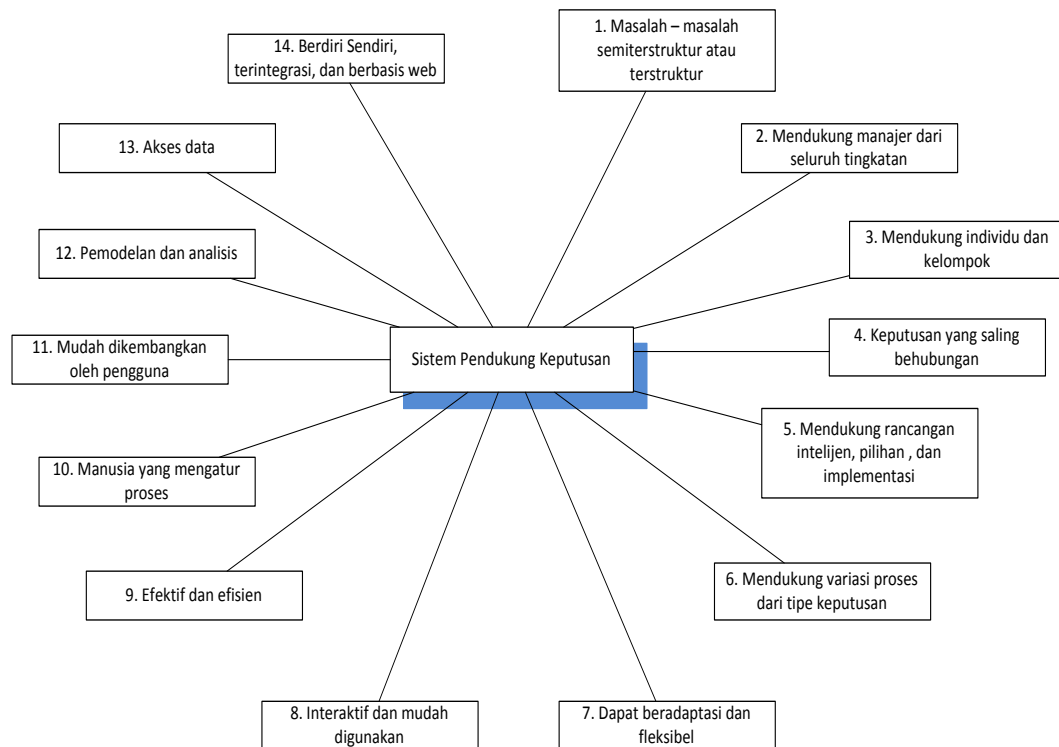 1. Masalah – masalah
semiterstruktur atau
terstruktur
2. Mendukung manajer dari
seluruh tingkatan
3. Mendukung individu dan
kelompok
4. Keputusan yang saling
behubungan
5. Mendukung rancangan
intelijen, pilihan , dan
implementasi
6. Mendukung variasi proses
dari tipe keputusan
7. Dapat beradaptasi dan
fleksibel
8. Interaktif dan mudah
digunakan
9. Efektif dan efisien
10. Manusia yang mengatur
proses
11. Mudah dikembangkan
oleh pengguna
12. Pemodelan dan analisis
13. Akses data
14. Berdiri Sendiri,
terintegrasi, dan berbasis web
Sistem Pendukung Keputusan